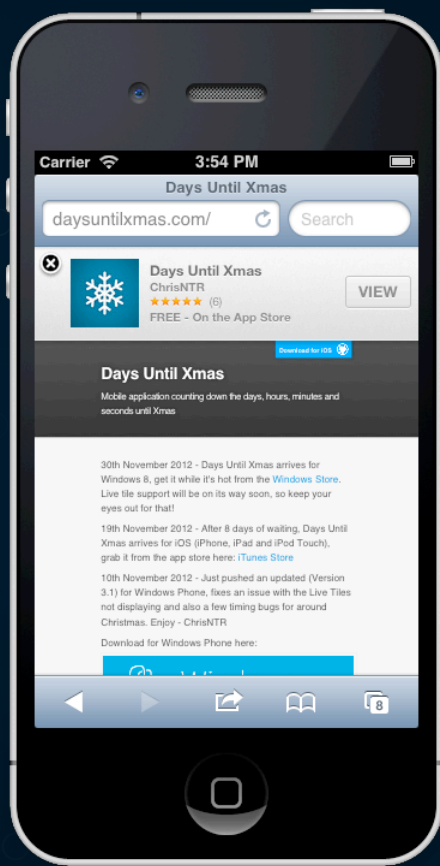 Carrier 3:54 PM
Days Until Xmas
daysuntilxmas.com/ Search
Days Until Xmas
ChrisNTR
(6)
FREE - On the App Store
VIEW
Download for iOS
Days Until Xmas
Mobile application counting down the days, hours, minutes and
seconds until Xmas
30th November 2012 - Days Until Xmas arrives for
Windows 8, get it while it's hot from the Windows Store.
Live tile support will be on its way soon, so keep your
eyes out for that!
19th November 2012 - After 8 days of waiting, Days Until
Xmas arrives for iOS (iPhone, iPad and iPod Touch),
grab it from the app store here: iTunes Store
10th November 2012 - Just pushed an updated (Version
3.1) for Windows Phone, fixes an issue with the Live Tiles
not displaying and also a few timing bugs for around
Christmas. Enjoy - ChrisNTR
Download for Windows Phone here:
8